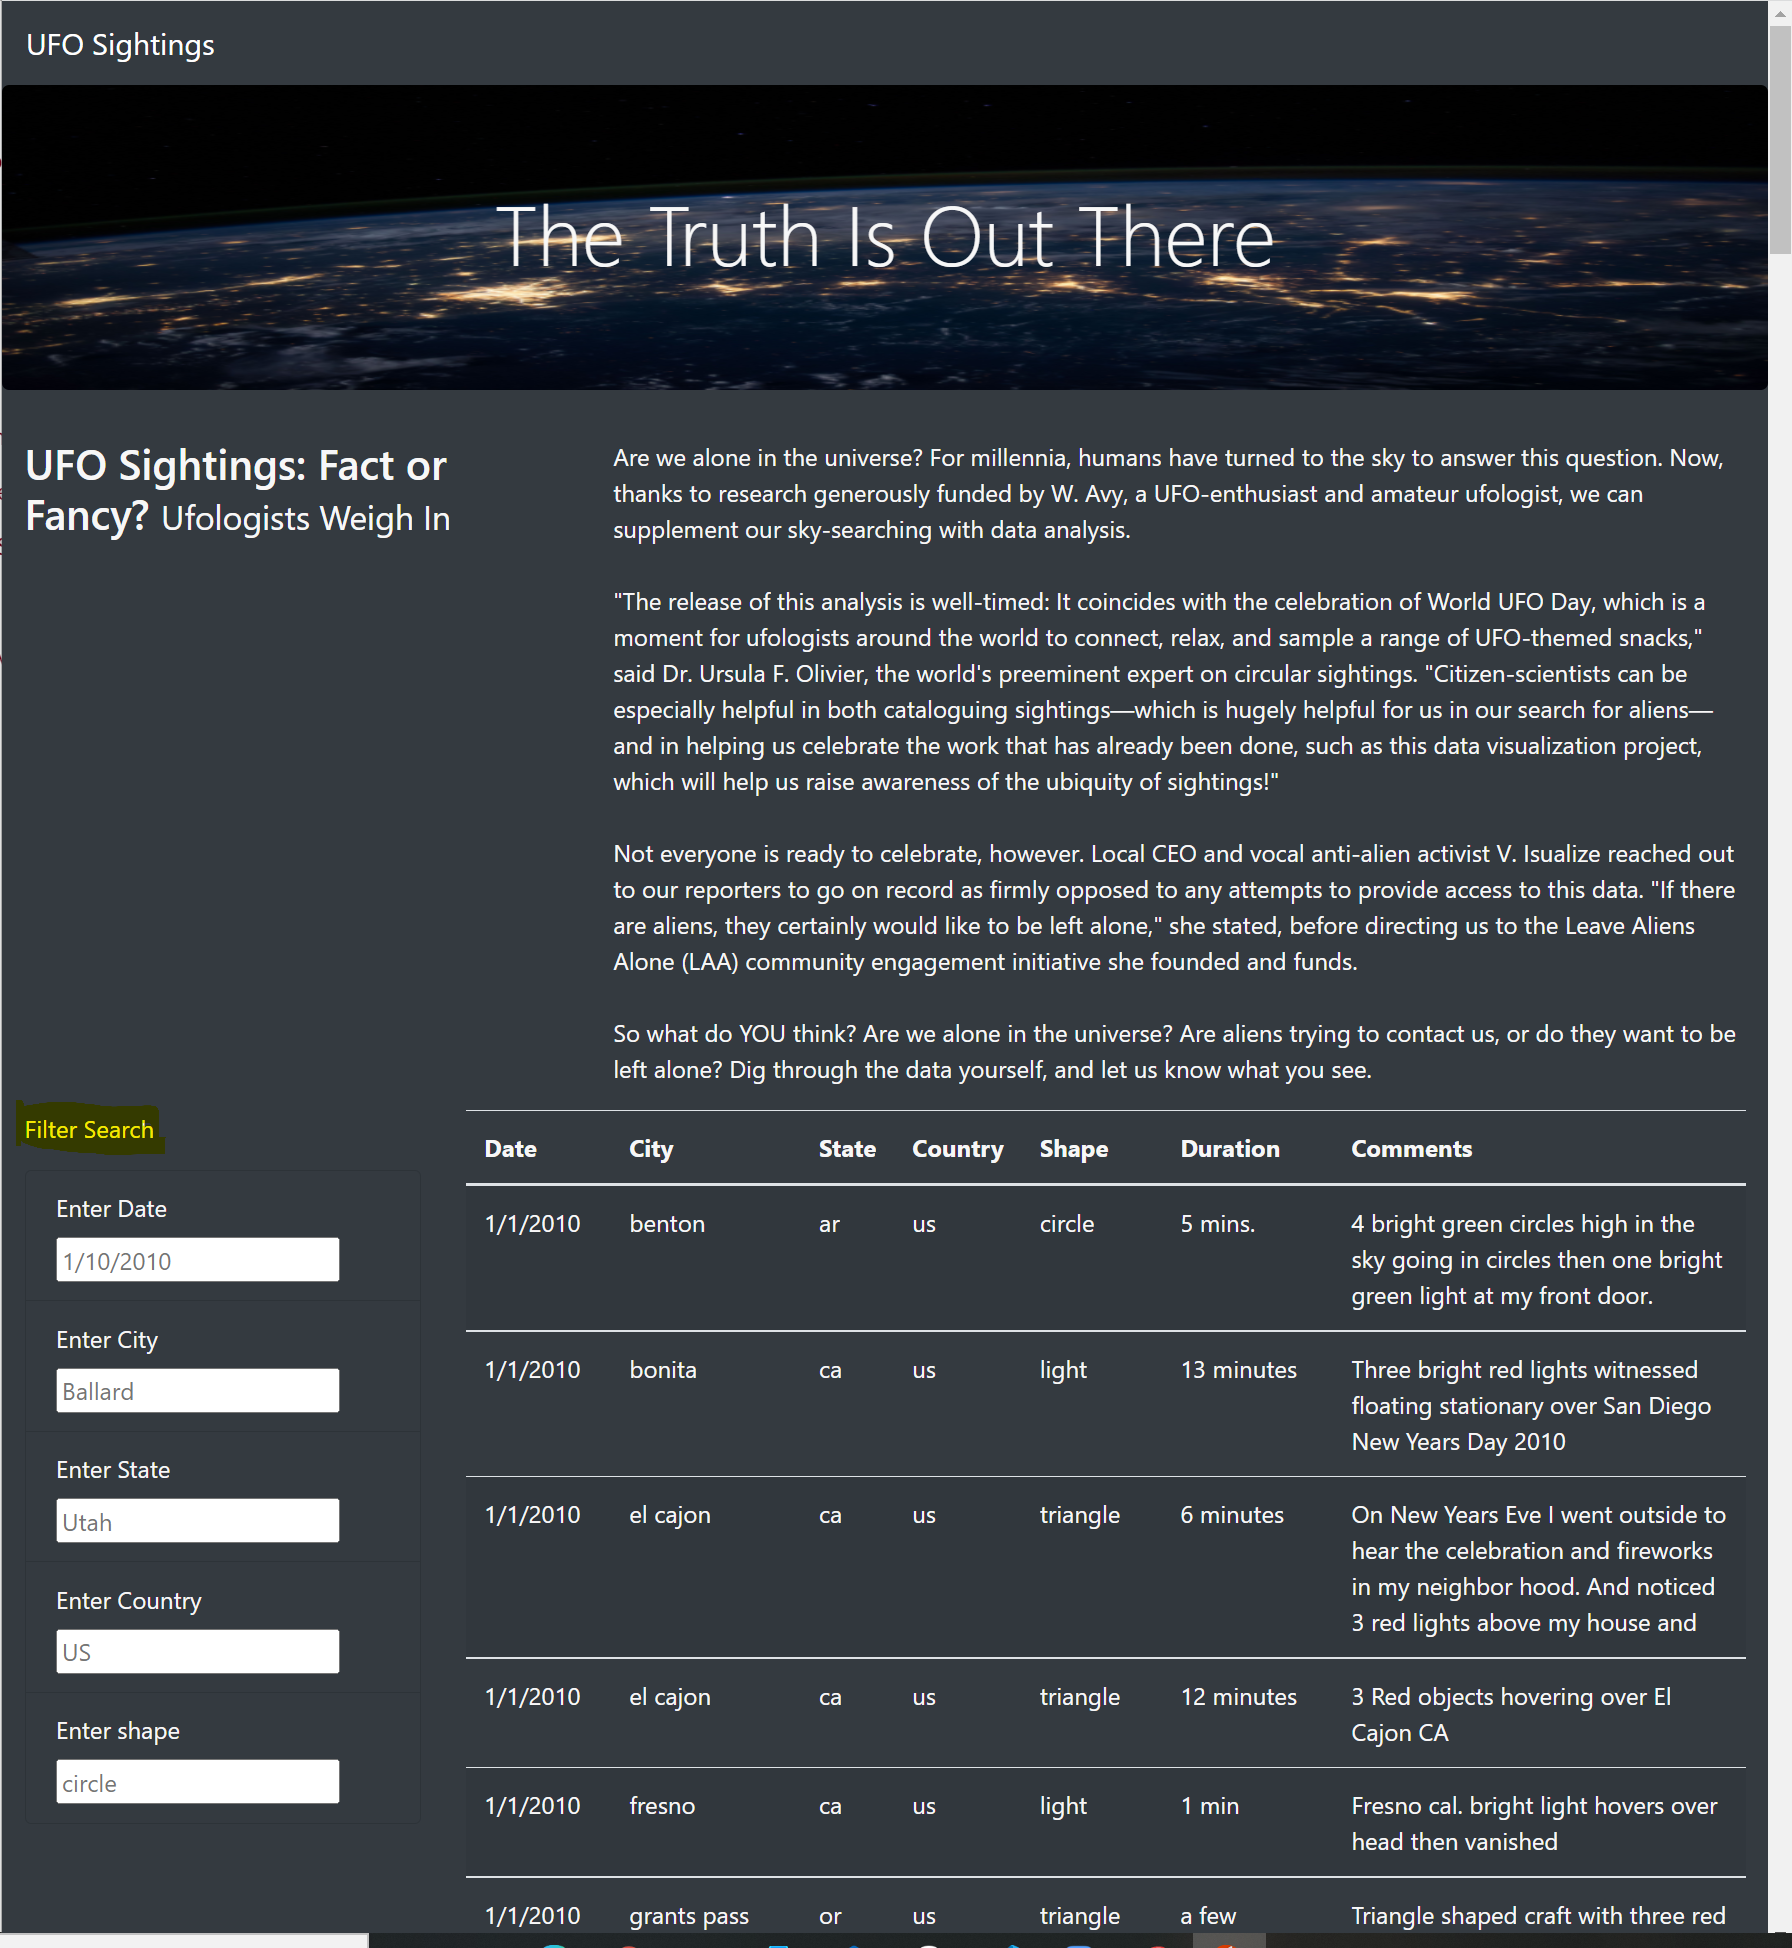 UFO Sightings
The Truth Is Out There
UFO Sightings: Fact or
Fancy? Ufologists Weigh In
Are we alone in the universe? For millennia, humans have turned to the sky to answer this question. Now,
thanks to research generously funded by W. Avy, a UFO-enthusiast and amateur ufologist, we can
supplement our sky-searching with data analysis.
"The release of this analysis is well-timed: It coincides with the celebration of World UFO Day, which is a
moment for ufologists around the world to connect, relax, and sample a range of UFO-themed snacks,"
said Dr. Ursula F. Olivier, the world's preeminent expert on circular sightings. "Citizen-scientists can be
especially helpful in both cataloguing sightings—which is hugely helpful for us in our search for aliens—
and in helping us celebrate the work that has already been done, such as this data visualization project,
which will help us raise awareness of the ubiquity of sightings!"
Not everyone is ready to celebrate, however. Local CEO and vocal anti-alien activist V. Isualize reached out
to our reporters to go on record as firmly opposed to any attempts to provide access to this data. "If there
are aliens, they certainly would like to be left alone," she stated, before directing us to the Leave Aliens
Alone (LAA) community engagement initiative she founded and funds.
So what do YOU think? Are we alone in the universe? Are aliens trying to contact us, or do they want to be
left alone? Dig through the data yourself, and let us know what you see.
Filter Search
Enter Date
1/10/2010
Enter City
Ballard
Enter State
Utah
Enter Country
US
Enter shape
circle
Date City State Country Shape Duration Comments
1/1/2010 benton ar us circle 5 mins. 4 bright green circles high in the
sky going in circles then one bright
green light at my front door.
1/1/2010 bonita ca us light 13 minutes Three bright red lights witnessed
floating stationary over San Diego
New Years Day 2010
1/1/2010 el cajon ca us triangle 6 minutes On New Years Eve I went outside to
hear the celebration and fireworks
in my neighbor hood. And noticed
3 red lights above my house and
1/1/2010 el cajon ca us triangle 12 minutes 3 Red objects hovering over El
Cajon CA
1/1/2010 fresno ca us light 1 min Fresno cal. bright light hovers over
head then vanished
1/1/2010 grants pass or us triangle a few Triangle shaped craft with three red